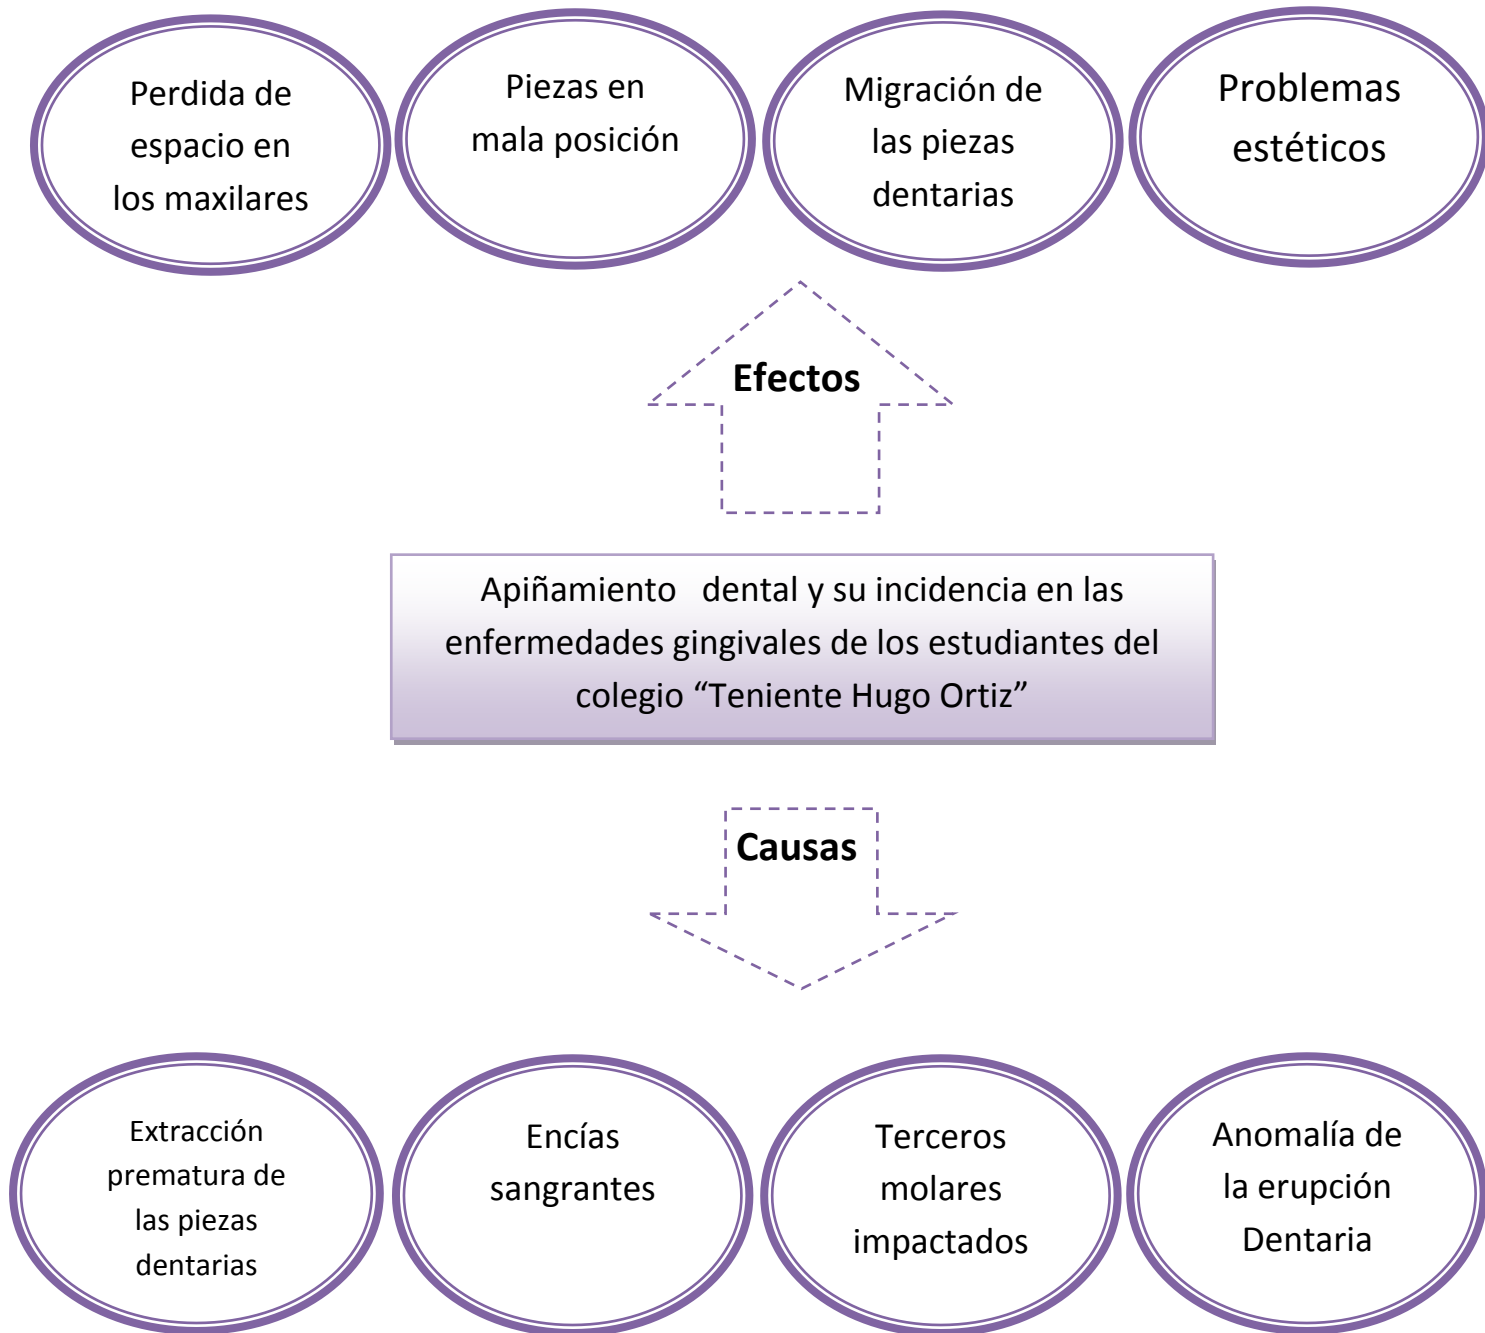 Perdida de
espacio en
los maxilares
Piezas en
mala posición
Migración de
las piezas
dentarias
Problemas
estéticos
Efectos
Apiñamiento dental y su incidencia en las
enfermedades gingivales de los estudiantes del
colegio “Teniente Hugo Ortiz”
Causas
Extracción
prematura de
las piezas
dentarias
Encías
sangrantes
Terceros
molares
impactados
Anomalía de
la erupción
Dentaria